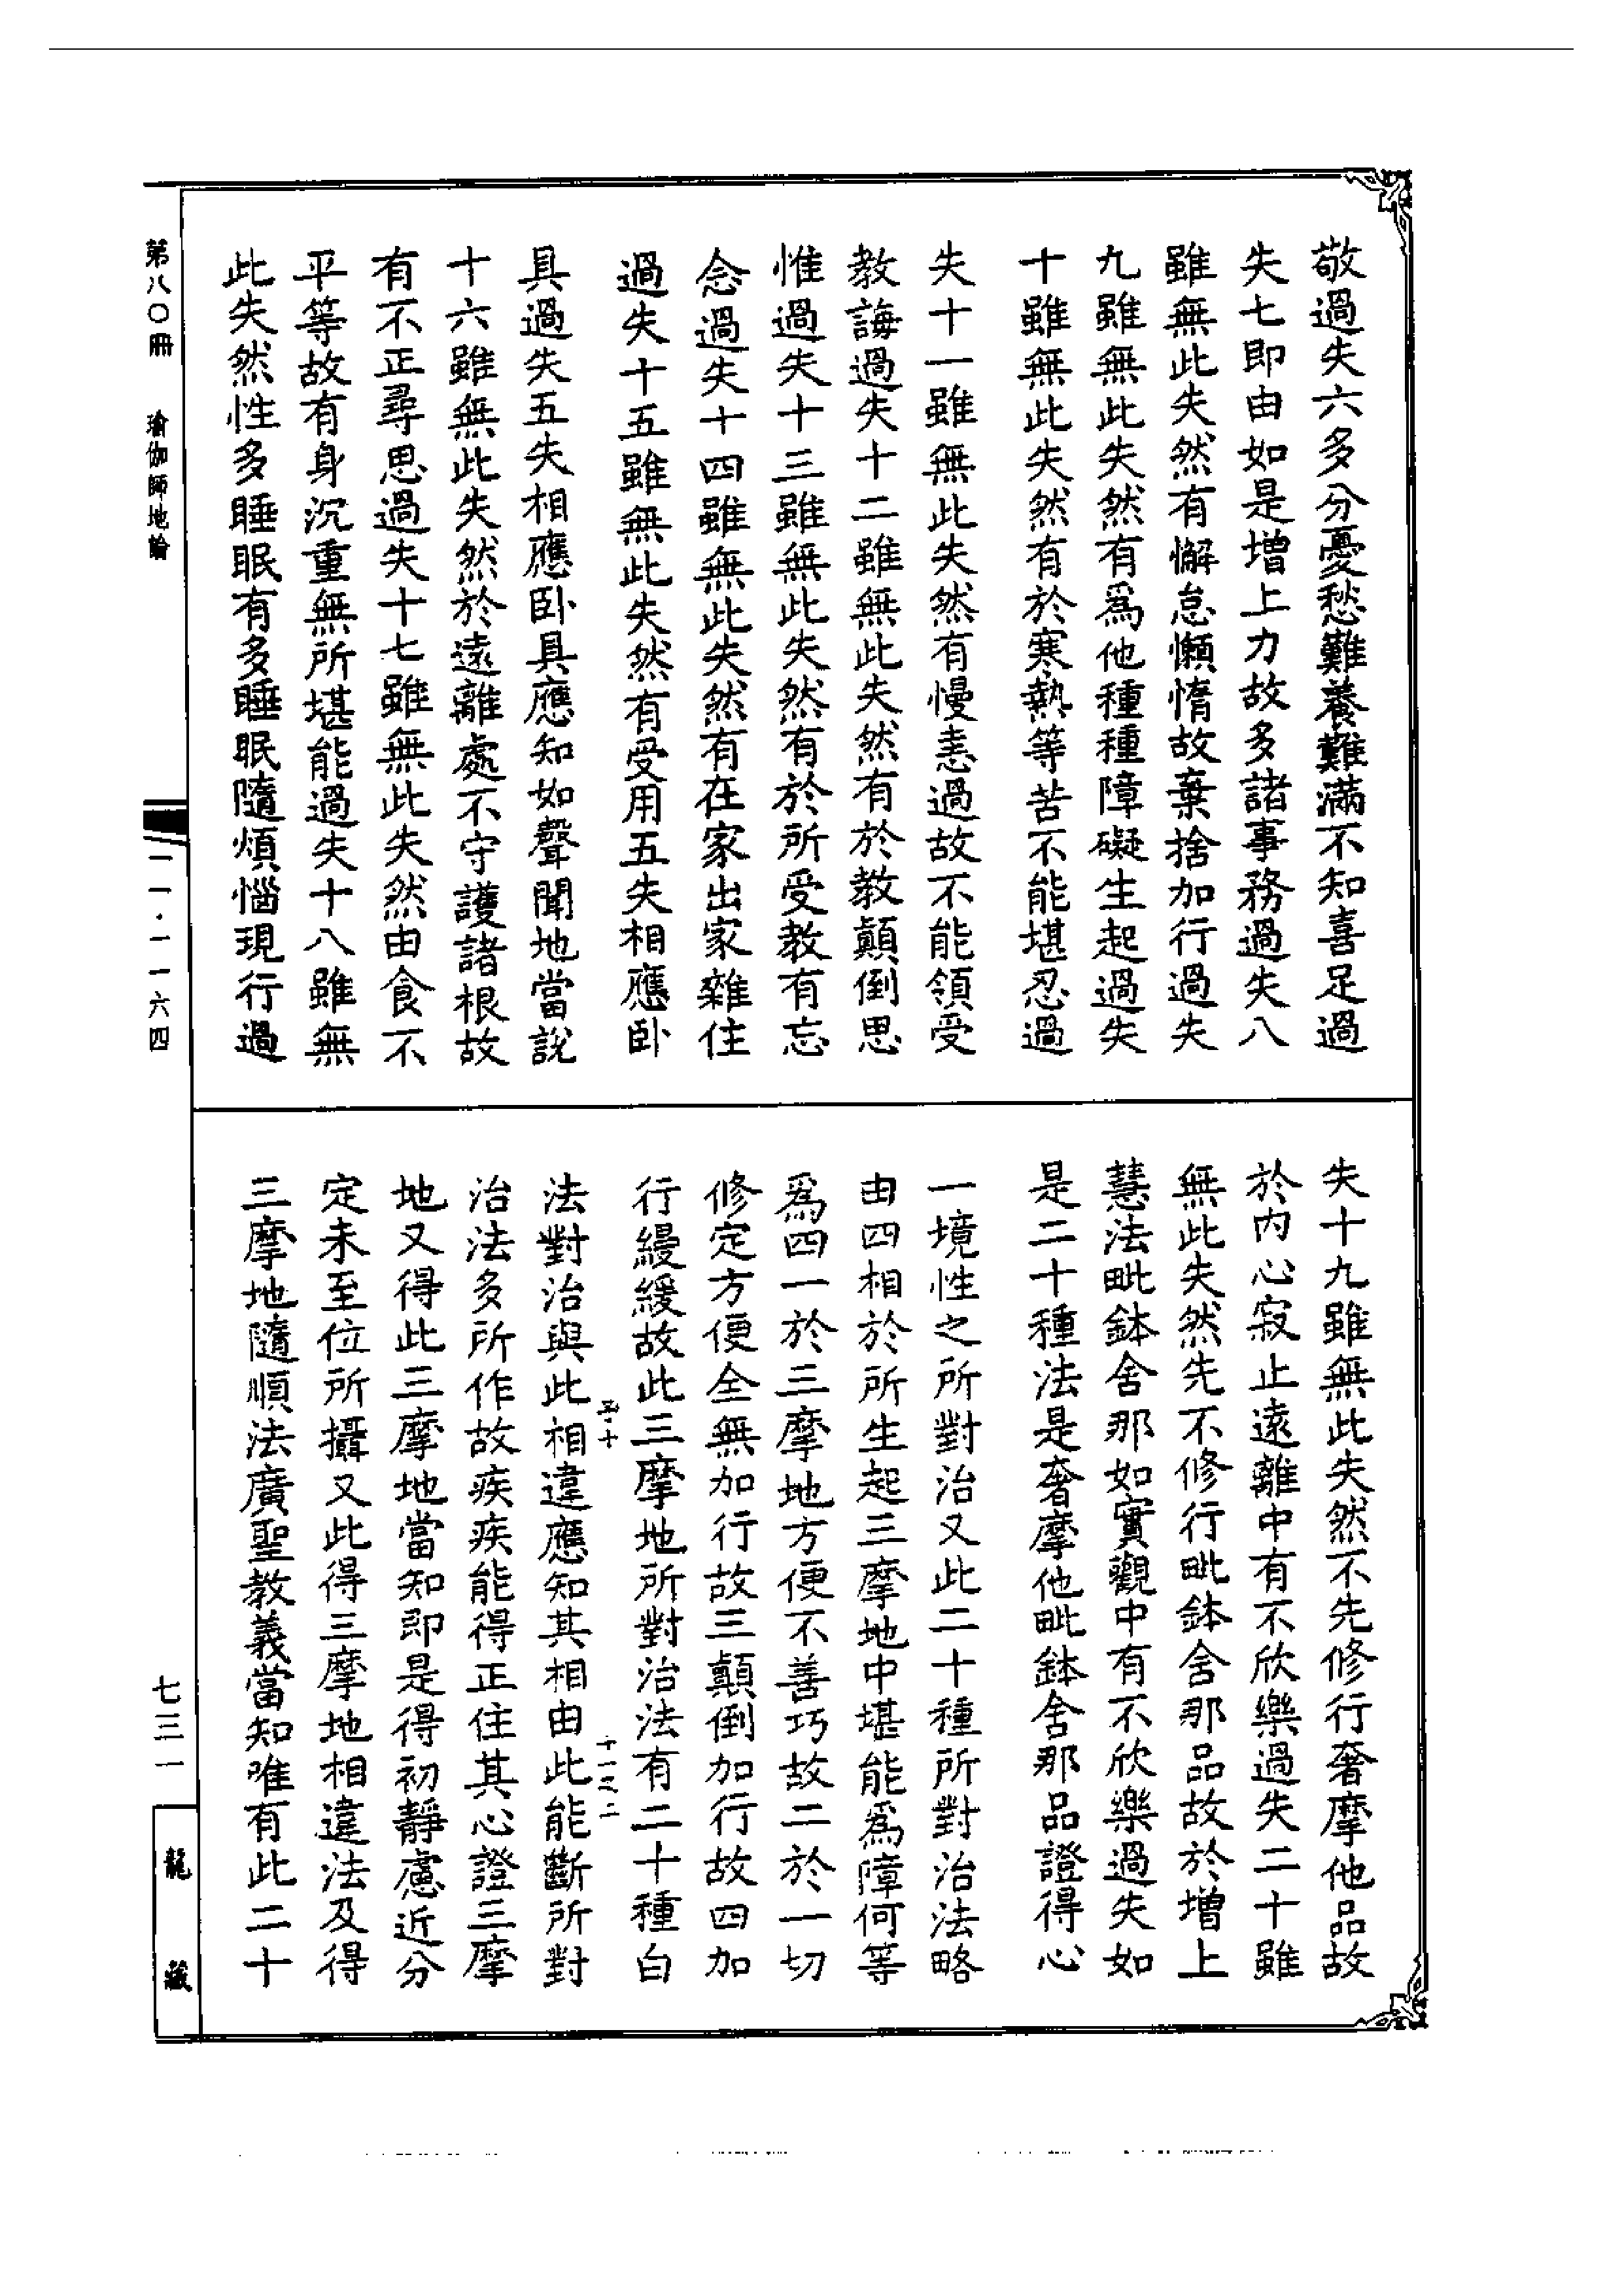 敬過失六多分憂愁難養難滿不知喜足過
失七即由如是增上力故多諸事務過失八
雖無此失然有懈怠懶惰故棄捨加行過失
九雖無此失然有爲他種種障礙生起過失
十雖無此失然有於寒熱等苦不能堪忍過
失十一雖無此失然有慢恚過故不能領受
教誨過失十二雖無此失然有於教顛倒思
惟過失十三雖無此失然有於所受教有忘
念過失十四雖無此失然有在家出家雜住
過失十五雖無此失然有受用五失相應卧
具過失五失相應卧具應知如聲聞地當說
十六雖無此失然於遠離處不守護諸根故
有不正尋思過失十七雖無此失然由食不
平等故有身沉重無所堪能過失十八雖無
此失然性多睡眠有多睡眠隨煩惱現行過
失十九雖無此失然不先修行奢摩他品故
於内心寂止遠離中有不欣樂過失二十雖
無此失然先不修行毗鉢舍那品故於增上
慧法毗鉢舍那如實觀中有不欣樂過失如
是二十種法是奢摩他毗鉢舍那品證得心
一境性之所對治又此二十種所對治法略
由四相於所生起三摩地中堪能爲障何等
爲四一於三摩地方便不善巧故二於一切
修定方便全無加行故三顛倒加行故四加
行縵緩故此三摩地所對治法有二十種白
法對治與此相違應知其相由此能斷所對
治法多所作故疾疾能得正住其心證三摩
地又得此三摩地當知即是得初靜慮近分
定未至位所攝又此得三摩地相違法及得
三摩地隨順法廣聖教義當知唯有此二十
第八〇冊 瑜伽師地論
一一·一一六四
七三一
龍藏